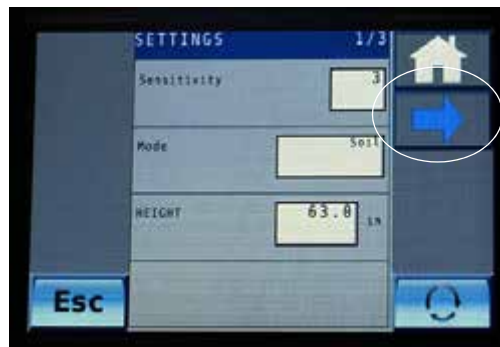 SETTINGS 1/3
Sensitivity 3
Mode Soil
HEIGHT 63.0 in
Esc